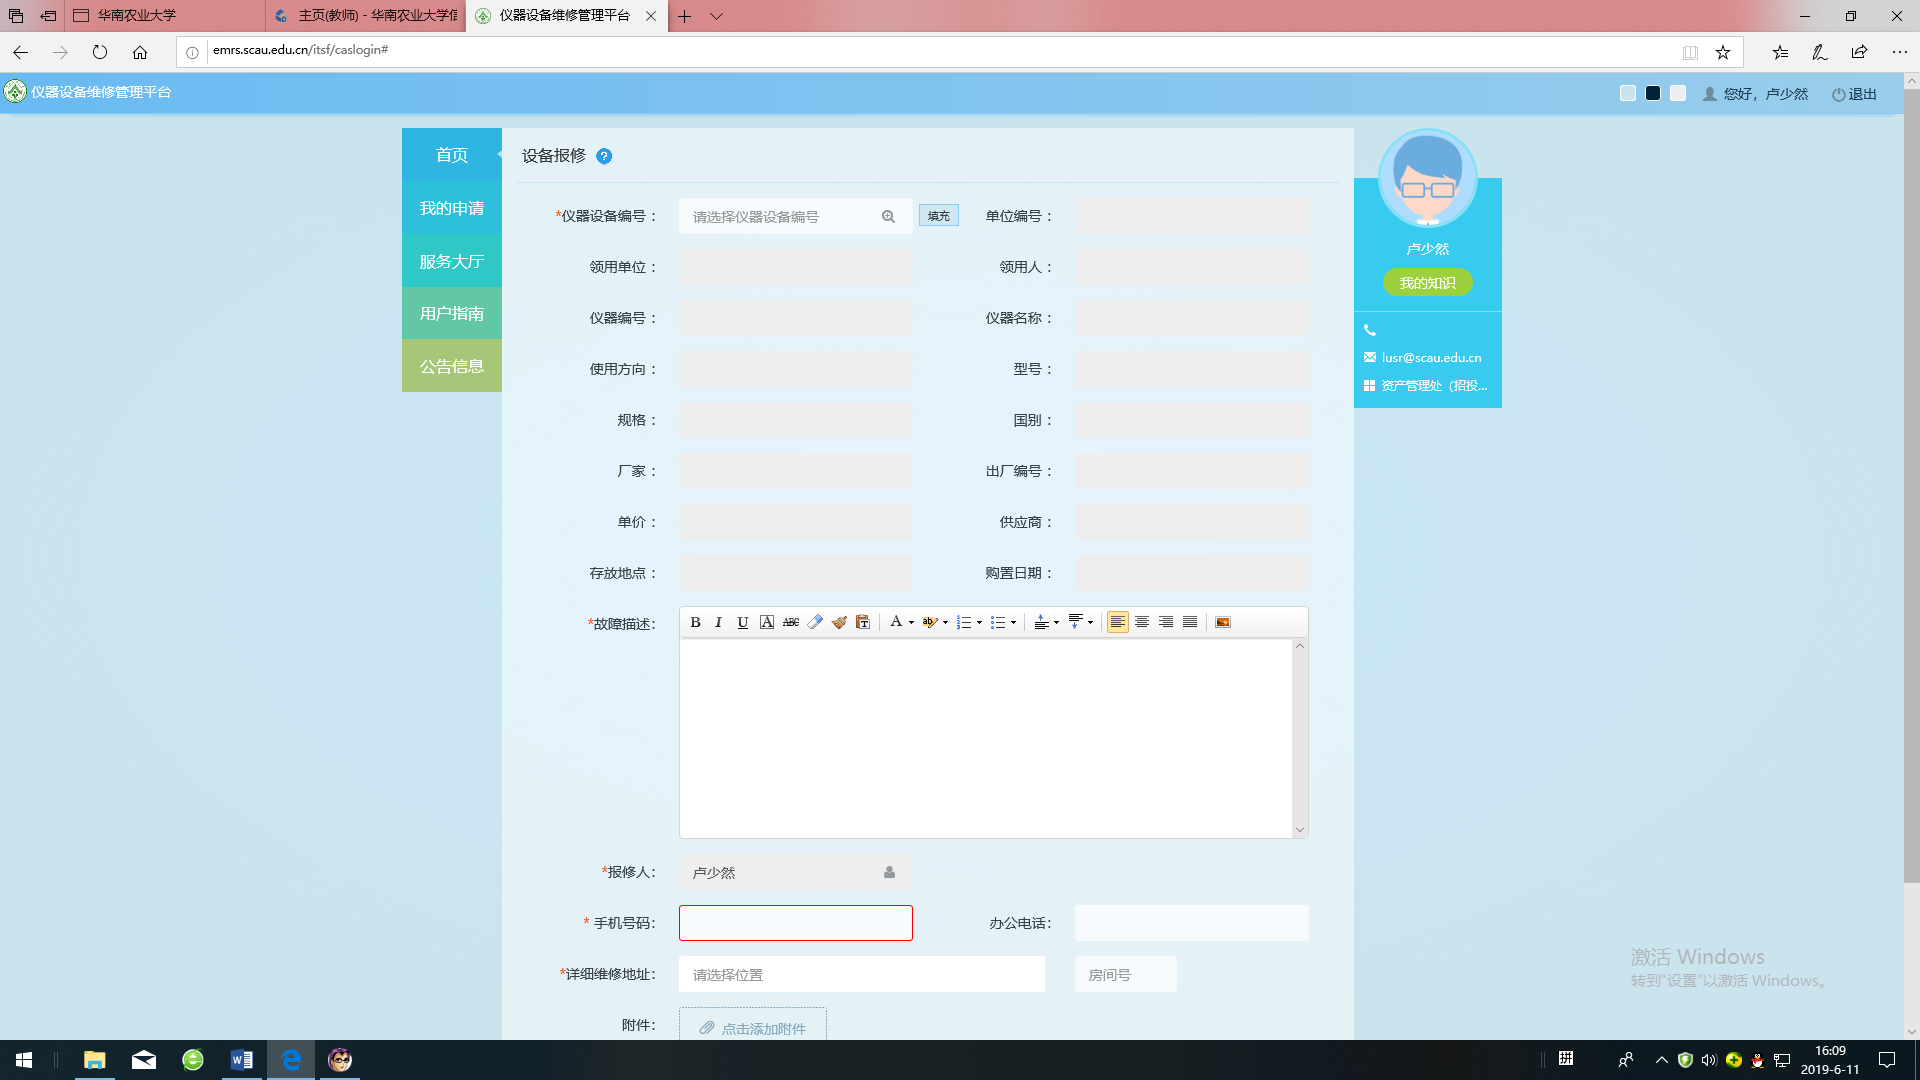 华南农业大学
主页(教师) - 华南农业大学信
仪器设备维修管理平台
emrs.scau.edu.cn/itsf/caslogin#
仪器设备维修管理平台
您好，卢少然
退出
首页
我的申请
服务大厅
用户指南
公告信息
设备报修 ?
*仪器设备编号： 请选择仪器设备编号 填充 单位编号：
领用单位： 领用人：
仪器编号： 仪器名称：
使用方向： 型号：
规格： 国别：
厂家： 出厂编号：
单价： 供应商：
存放地点： 购置日期：
*故障描述: B I U A ABC T A ab
*报修人: 卢少然
* 手机号码: 办公电话:
*详细维修地址: 请选择位置 房间号
附件: 点击添加附件
卢少然
我的知识
lusr@scau.edu.cn
资产管理处（招投...
激活 Windows
转到"设置"以激活 Windows。
拼
16:09
2019-6-11